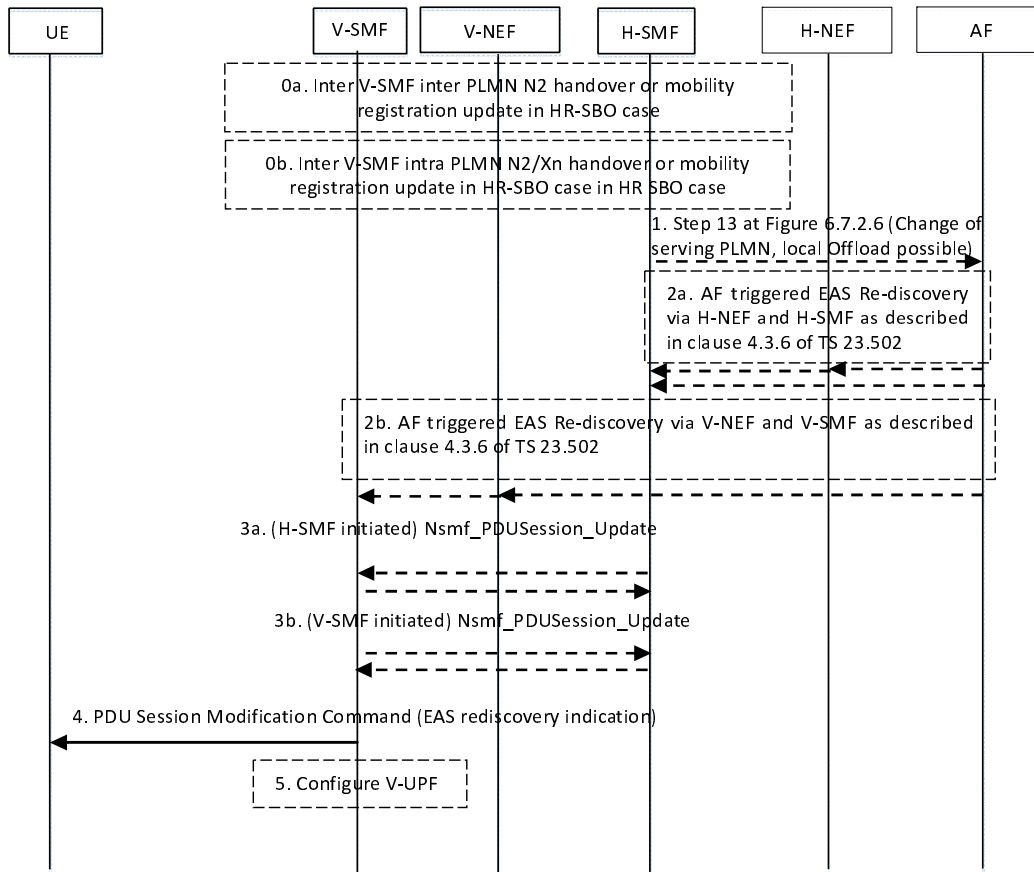 UE
V-SMF
V-NEF
H-SMF
H-NEF
AF
0a. Inter V-SMF inter PLMN N2 handover or mobility
registration update in HR-SBO case
0b. Inter V-SMF intra PLMN N2/Xn handover or mobility
registration update in HR-SBO case in HR SBO case
1. Step 13 at Figure 6.7.2.6 (Change of
serving PLMN, local Offload possible)
2a. AF triggered EAS Re-discovery
via H-NEF and H-SMF as described
in clause 4.3.6 of TS 23.502
2b. AF triggered EAS Re-discovery via V-NEF and V-SMF as described
in clause 4.3.6 of TS 23.502
3a. (H-SMF initiated) Nsmf_PDUSession_Update
3b. (V-SMF initiated) Nsmf_PDUSession_Update
4. PDU Session Modification Command (EAS rediscovery indication)
5. Configure V-UPF